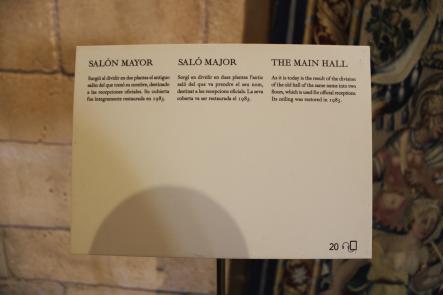 SALÓN MAYOR
Surgió al dividir en dos plantas el antiguo
salón del que tomó su nombre, destinado
a las recepciones oficiales. Su cubierta
fue íntegramente restaurada en 1983.
SALÓ MAJOR
Sorgí en dividir en dues plantes l'antic
saló del que va prendre el seu nom,
destinat a les recepcions oficials. La seva
coberta va ser restaurada el 1983.
THE MAIN HALL
As it is today is the result of the division
of the old hall of the same name into two
floors, which is used for official receptions.
Its ceiling was restored in 1983.
20